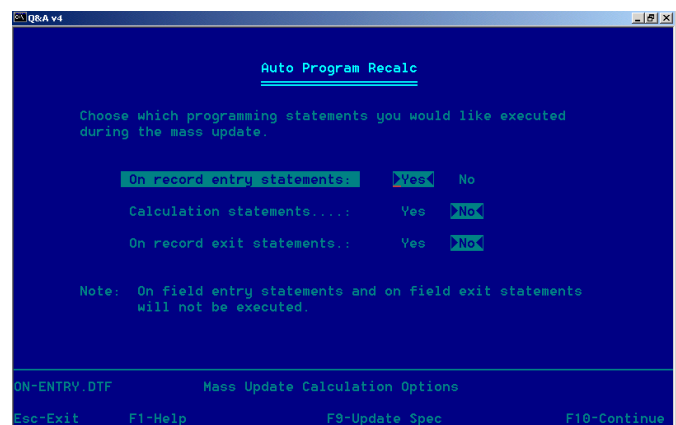 Q&A v4
Auto Program Recalc
Choose which programming statements you would like executed
during the mass update.
On record entry statements: ►Yes◄ No
Calculation statements....: Yes ►No◄
On record exit statements.: Yes ►No◄
Note: On field entry statements and on field exit statements
will not be executed.
ON-ENTRY.DTF Mass Update Calculation Options
Esc-Exit F1-Help F9-Update Spec F10-Continue